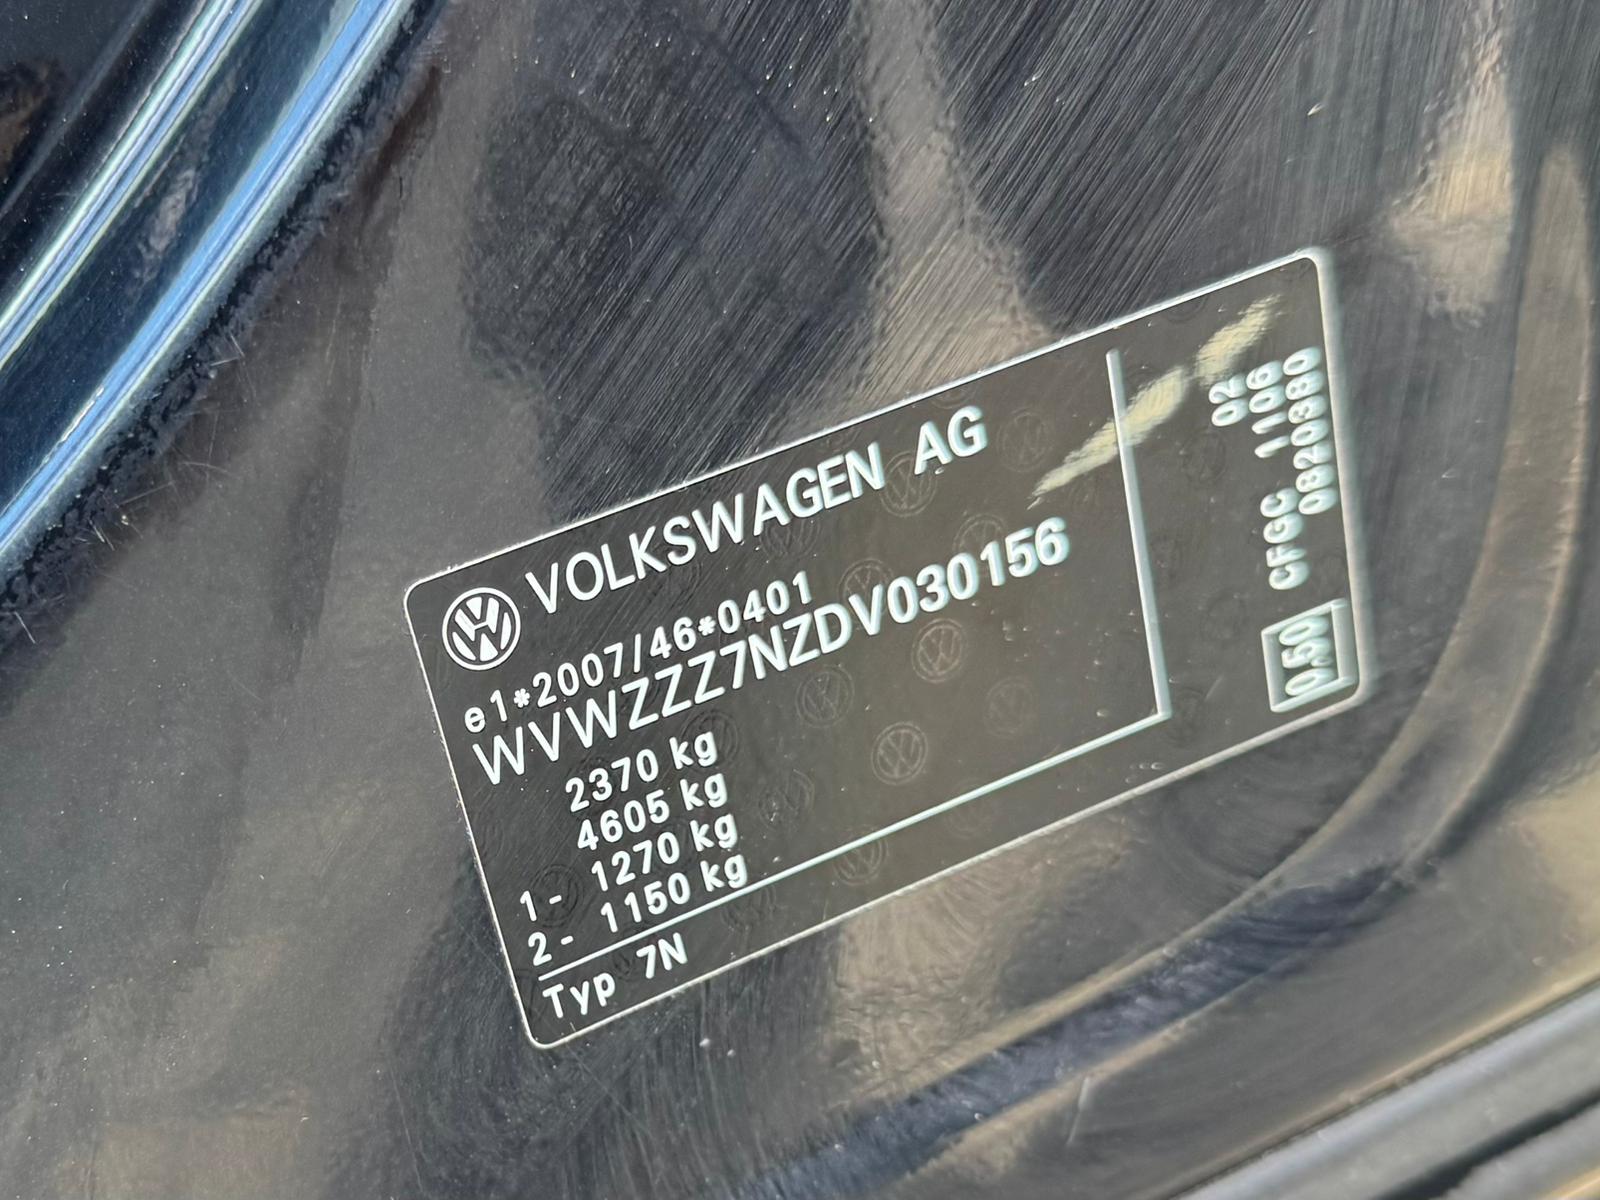 VOLKSWAGEN AG
e1*2007/46*0401
WVWZZZ7NZDV030156
2370 kg
4605 kg
1- 1270 kg
2- 1150 kg
Typ 7N
02
CFGC 1106
0,50 0820380